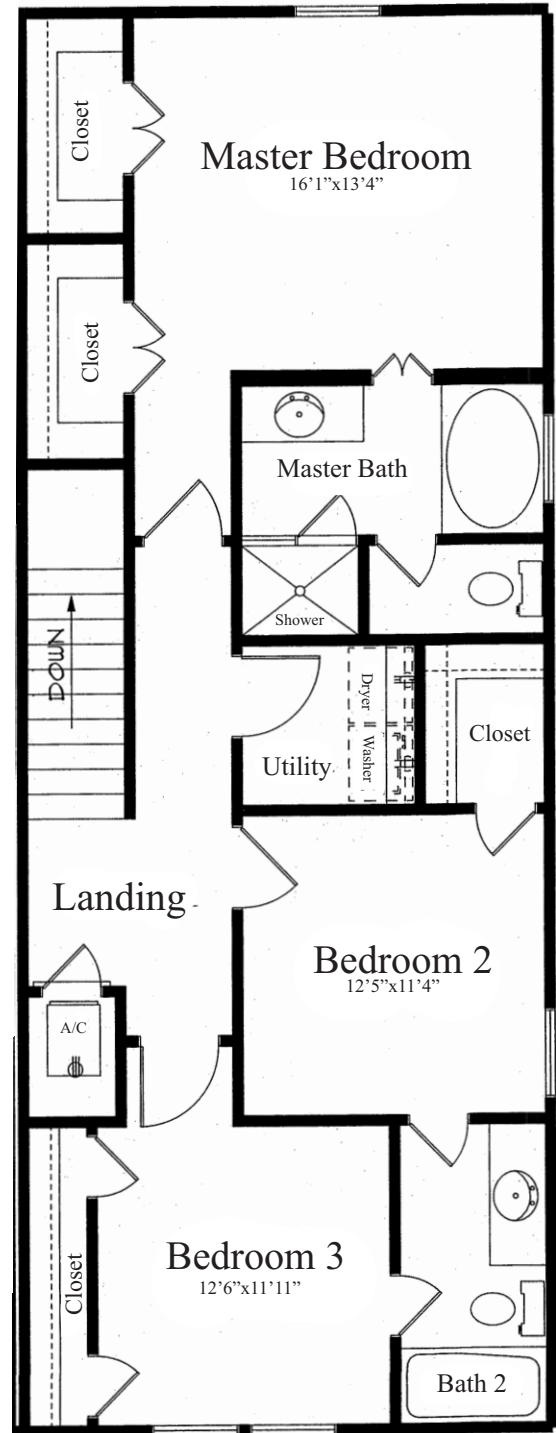 Closet
Master Bedroom
16’1”x13’4”
Closet
Master Bath
Shower
DOWN
Dryer
Washer
Utility
Closet
Landing
Bedroom 2
12’5”x11’4”
A/C
Bedroom 3
12’6”x11’11”
Closet
Bath 2